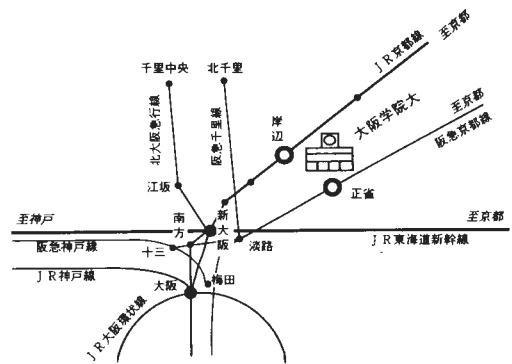 至京都
JR京都線
千里中央
北千里
至京都
大阪学院大
岸辺
北大阪急行線
阪急千里線
阪急京都線
江坂
正雀
新大阪
南方
至神戸
至京都
阪急神戸線
十三
淡路
JR東海道新幹線
JR神戸線
大阪
梅田
JR大阪環状線